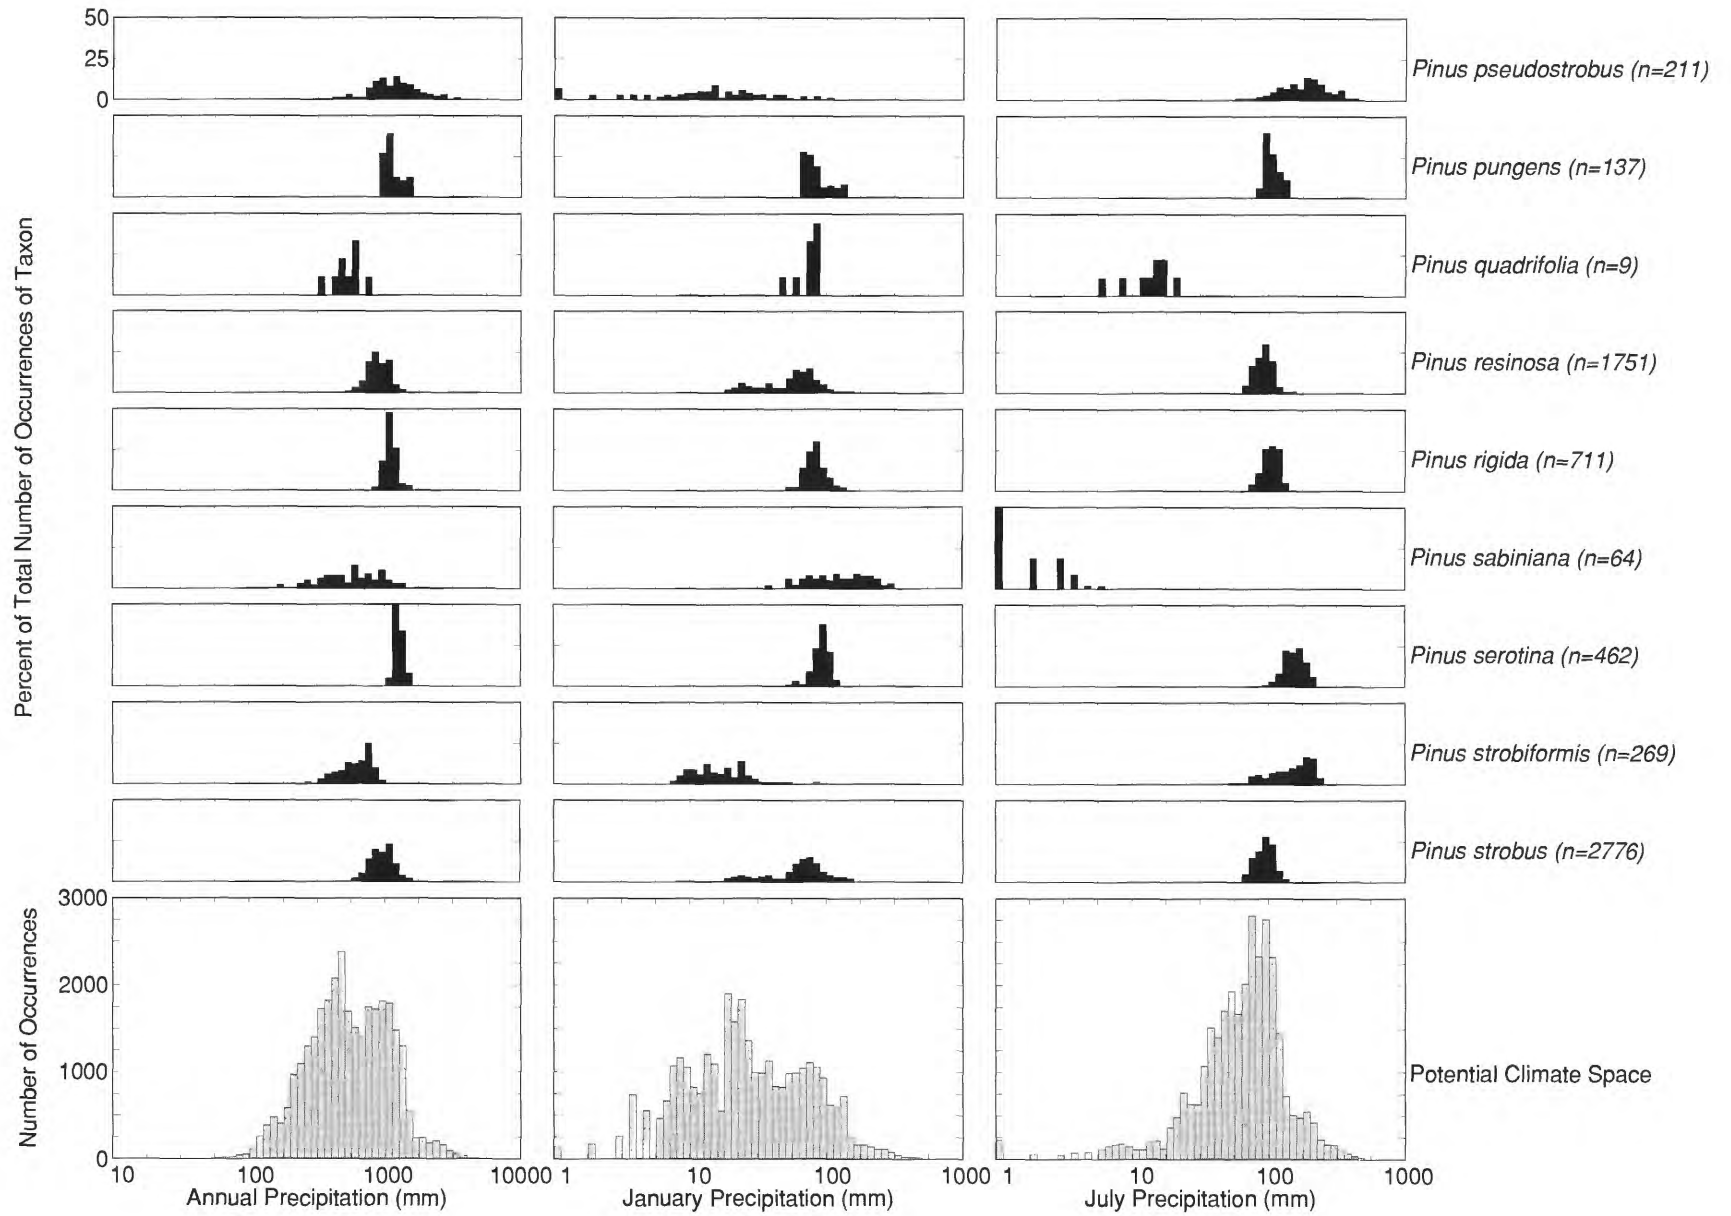 50
25
0
Pinus pseudostrobus (n=211)
Pinus pungens (n=137)
Pinus quadrifolia (n=9)
Pinus resinosa (n=1751)
Pinus rigida (n=711)
Pinus sabiniana (n=64)
Pinus serotina (n=462)
Pinus strobiformis (n=269)
Pinus strobus (n=2776)
Percent of Total Number of Occurrences of Taxon
3000
2000
1000
0
Number of Occurrences
Potential Climate Space
10 100 1000 10000
1 10 100 1000
1 10 100 1000
Annual Precipitation (mm)
January Precipitation (mm)
July Precipitation (mm)